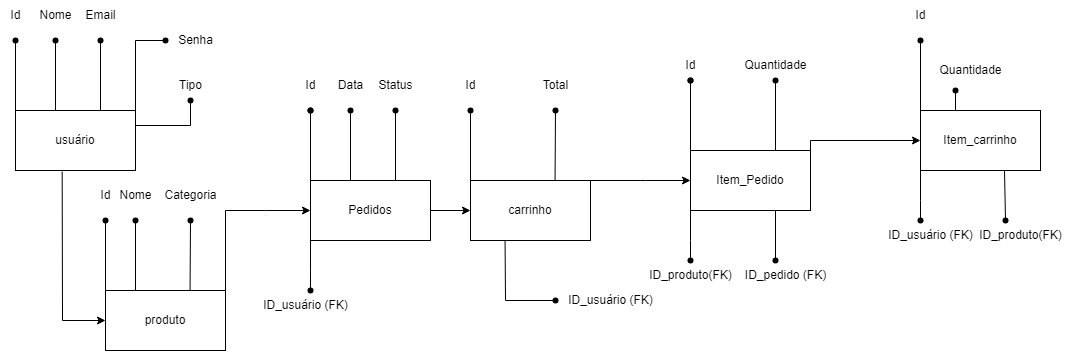 Id
Nome
Email
Senha
Tipo
usuário
Id
Nome
Categoria
produto
Id
Data
Status
Pedidos
ID_usuário (FK)
Id
Total
carrinho
ID_usuário (FK)
Id
Quantidade
Item_Pedido
ID_produto(FK)
ID_pedido (FK)
Id
Quantidade
Item_carrinho
ID_usuário (FK)
ID_produto(FK)